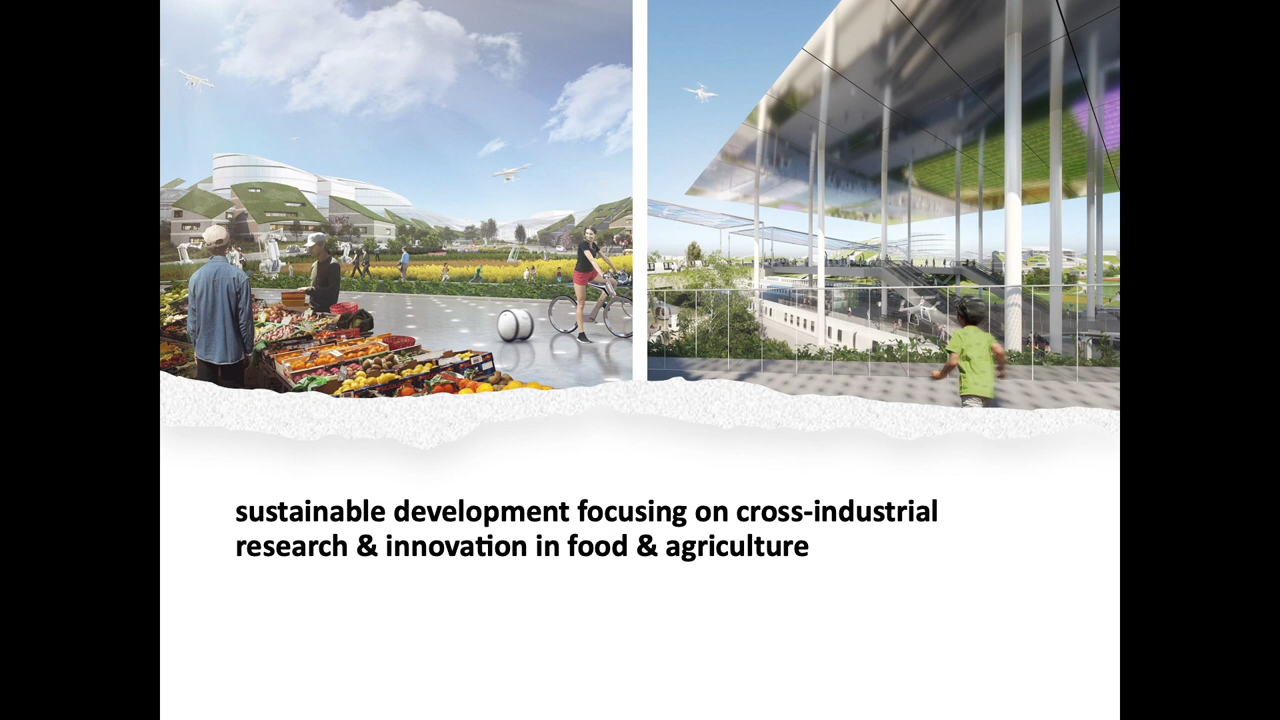 sustainable development focusing on cross-industrial
research & innovation in food & agriculture